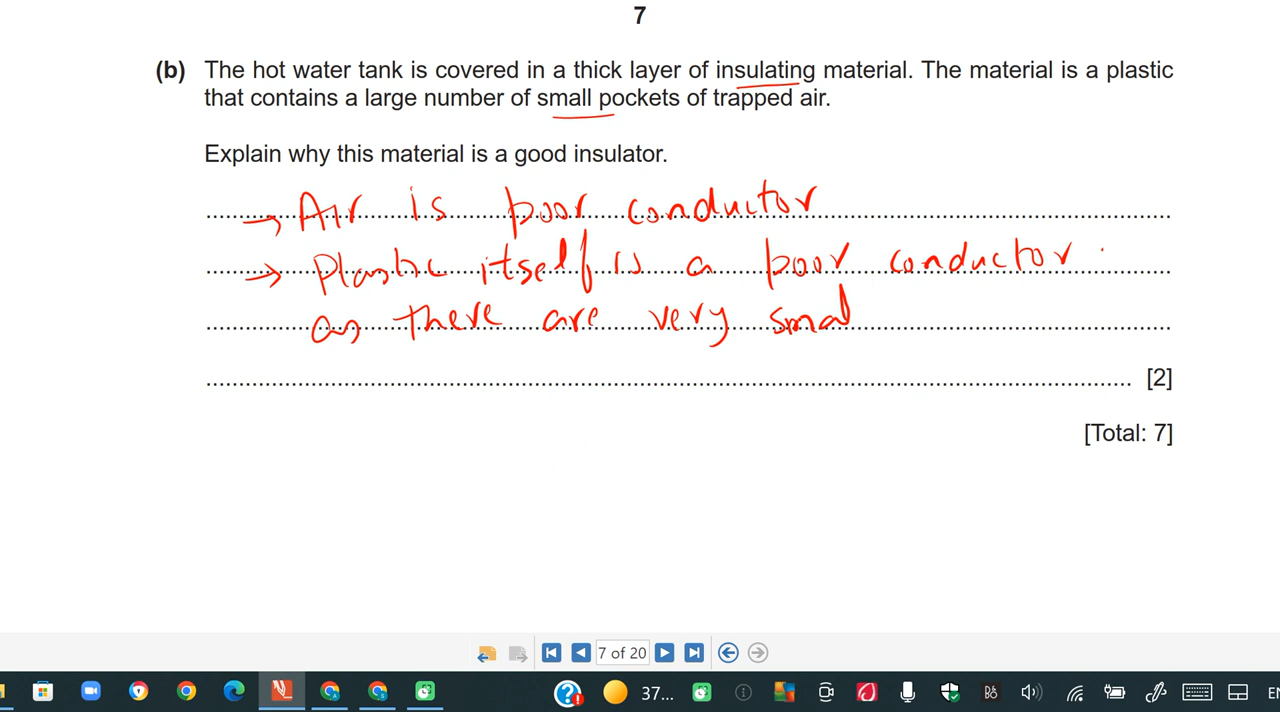 7
(b) The hot water tank is covered in a thick layer of insulating material. The material is a plastic
that contains a large number of small pockets of trapped air.
Explain why this material is a good insulator.
→ Air is poor conductor
→ Plastic itself is a poor conductor.
as there are very smal
[2]
[Total: 7]
7 of 20
37...
EN